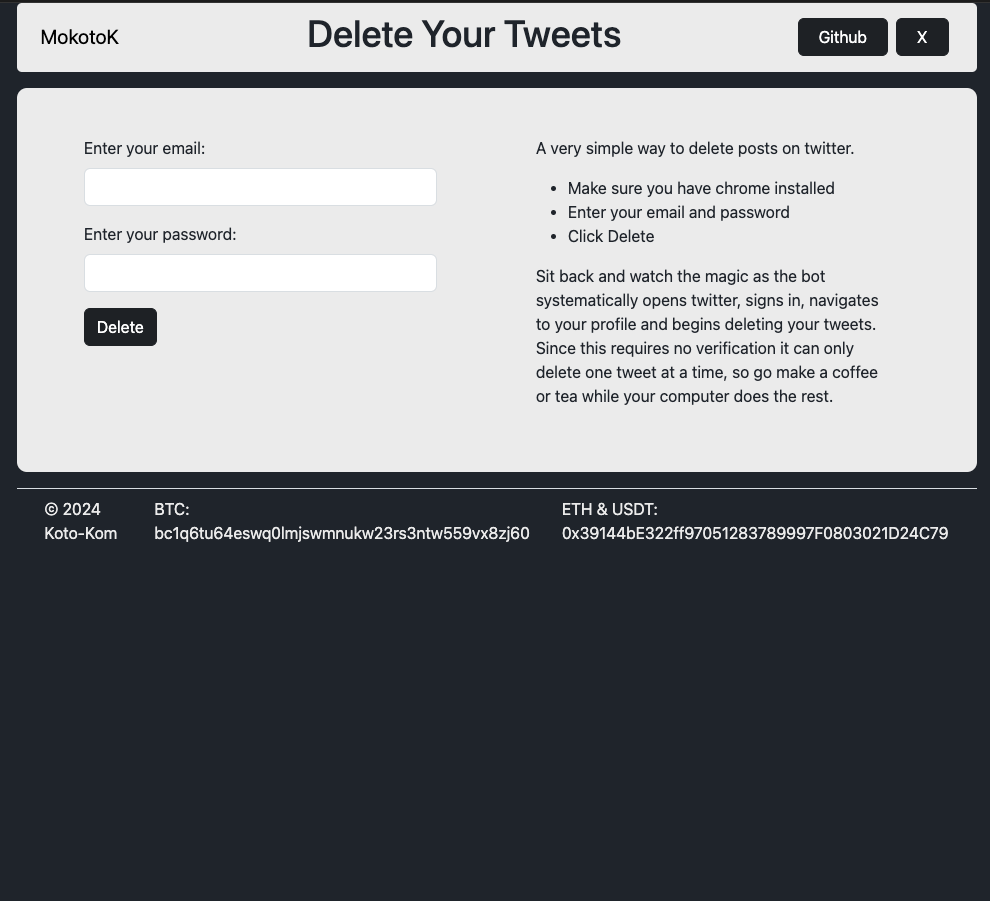 MokotoK
Delete Your Tweets
Github
X
Enter your email:
Enter your password:
Delete
A very simple way to delete posts on twitter.
• Make sure you have chrome installed
• Enter your email and password
• Click Delete
Sit back and watch the magic as the bot
systematically opens twitter, signs in, navigates
to your profile and begins deleting your tweets.
Since this requires no verification it can only
delete one tweet at a time, so go make a coffee
or tea while your computer does the rest.
© 2024
Koto-Kom
BTC:
bc1q6tu64eswq0lmjswmnukw23rs3ntw559vx8zj60
ETH & USDT:
0x39144bE322ff97051283789997F0803021D24C79